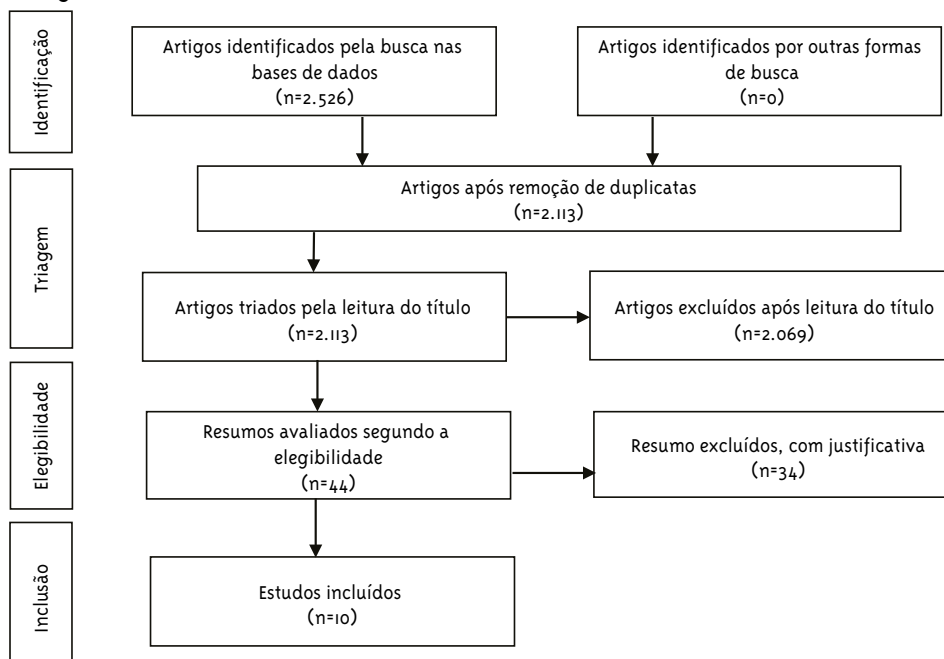 Identificação
Artigos identificados pela busca nas
bases de dados
(n=2.526)
Artigos identificados por outras formas
de busca
(n=0)
Triagem
Artigos após remoção de duplicatas
(n=2.113)
Artigos triados pela leitura do título
(n=2.113)
Artigos excluídos após leitura do título
(n=2.069)
Elegibilidade
Resumos avaliados segundo a
elegibilidade
(n=44)
Resumo excluídos, com justificativa
(n=34)
Inclusão
Estudos incluídos
(n=10)